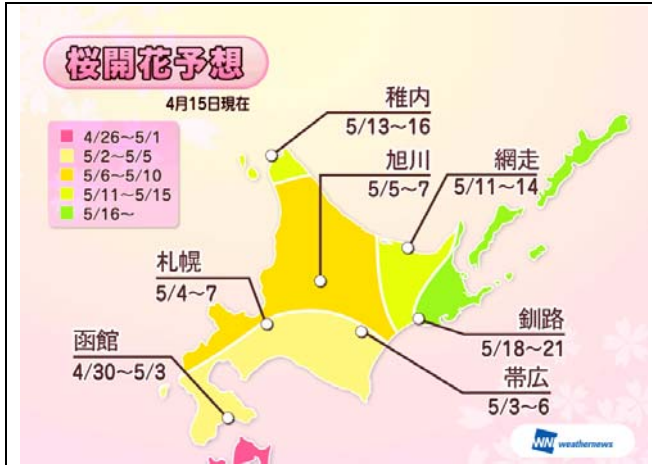 桜開花予想
4月15日現在
4/26～5/1
5/2～5/5
5/6～5/10
5/11～5/15
5/16～
稚内
5/13～16
旭川
5/5～7
網走
5/11～14
札幌
5/4～7
函館
4/30～5/3
釧路
5/18～21
帯広
5/3～6
WNI weathernews